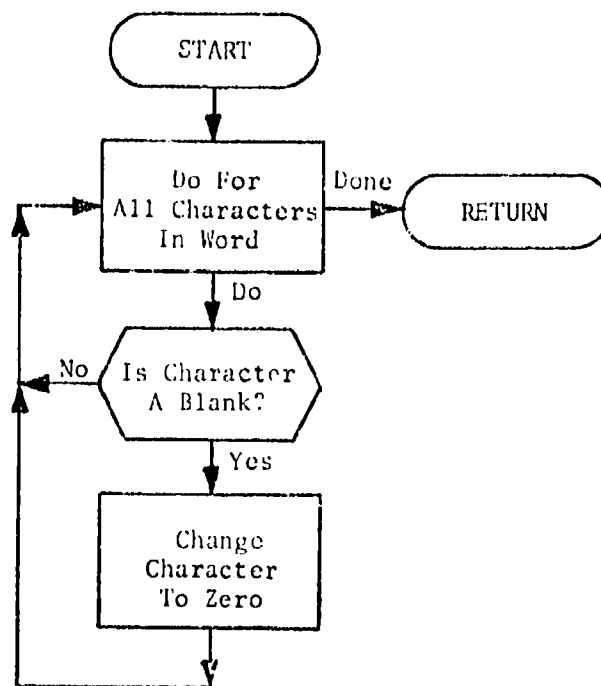 START
Do For
All Characters
In Word
Done
RETURN
Do
Is Character
A Blank?
No
Yes
Change
Character
To Zero